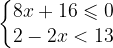 8x + 16 ⩽ 0
2 − 2x < 13